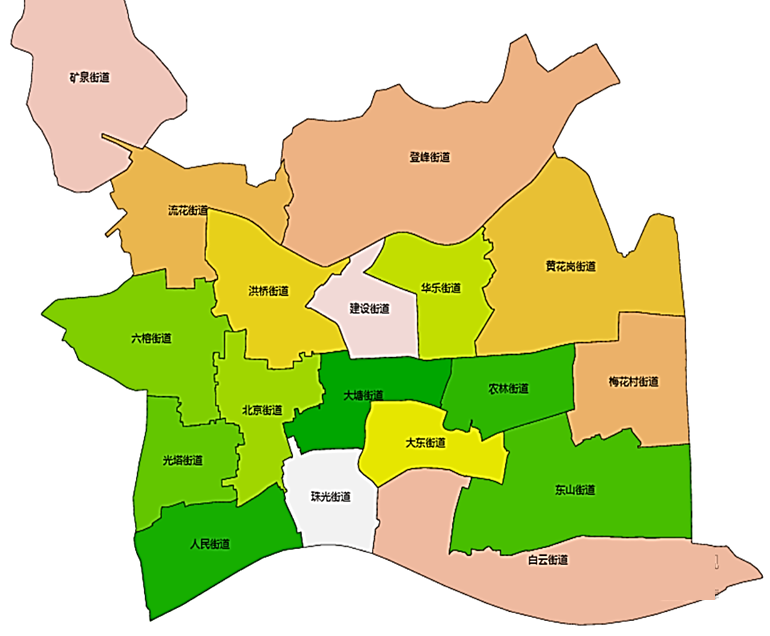 矿泉街道
登峰街道
流花街道
黄花岗街道
洪桥街道
华乐街道
建设街道
六榕街道
梅花村街道
农林街道
大塘街道
北京街道
大东街道
光塔街道
东山街道
珠光街道
人民街道
白云街道